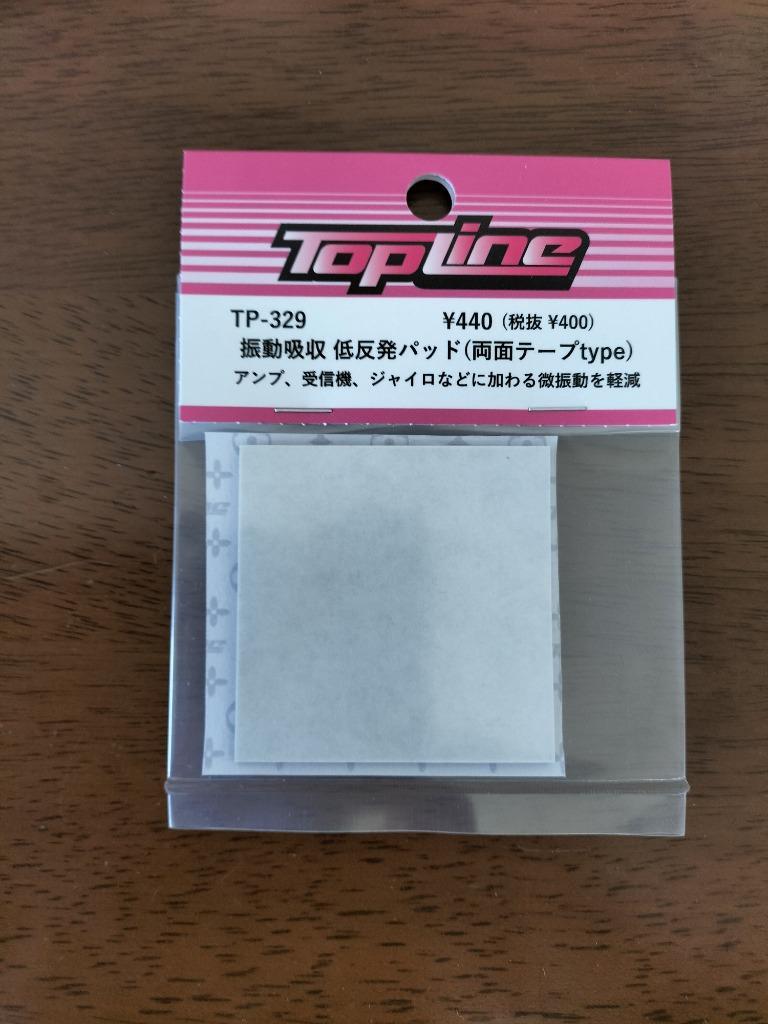 TopLine
TP-329 ¥440 (税抜 ¥400)
振動吸収 低反発パッド(両面テープtype)
アンプ、受信機、ジャイロなどに加わる微振動を軽減